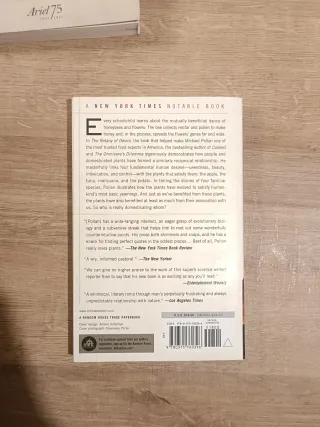 Ariel 75
A NEW YORK TIMES NOTABLE BOOK
Every schoolchild learns about the mutually beneficial dance of
honeybees and flowers: The bee collects nectar and pollen to make
honey and, in the process, spreads the flowers' genes far and wide.
In The Botany of Desire, the book that helped make Michael Pollan one
of the most trusted food experts in America, the bestselling author of Cooked
and The Omnivore's Dilemma ingeniously demonstrates how people and
domesticated plants have formed a similarly reciprocal relationship. He
masterfully links four fundamental human desires—sweetness, beauty,
intoxication, and control—with the plants that satisfy them: the apple, the
tulip, marijuana, and the potato. In telling the stories of four familiar
species, Pollan illustrates how the plants have evolved to satisfy human-
kind's most basic yearnings. And just as we've benefited from these plants,
the plants have also benefited at least as much from their association with
us. So who is really domesticating whom?
"[Pollan] has a wide-ranging intellect, an eager grasp of evolutionary biol-
ogy and a subversive streak that helps him to root out some wonderfully
counterintuitive points. His prose both shimmers and snaps, and he has a
knack for finding perfect quotes in the oddest places. . . . Best of all, Pollan
really loves plants." —The New York Times Book Review
"A wry, informed pastoral." —The New Yorker
"We can give no higher praise to the work of this superb science writer/
reporter than to say that his new book is as exciting as any you'll read."
—Entertainment Weekly
"A whimsical, literary romp through man's perpetually frustrating and always
unpredictable relationship with nature." —Los Angeles Times
A RANDOM HOUSE TRADE PAPERBACK